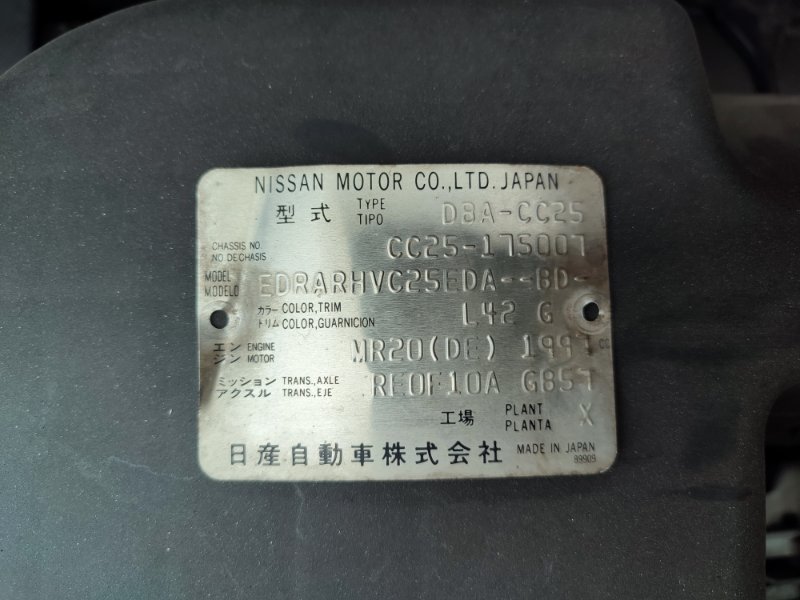 NISSAN MOTOR CO.,LTD. JAPAN
型式 TYPE TIPO DBA-CC25
CHASSIS NO. NO DE CHASIS CC25-175007
MODEL MODELO EDRARHVC25EDA--BD-
カラー COLOR,TRIM トリム COLOR,GUARNICION L42 G
エンジン ENGINE MOTOR MR20(DE) 1997 cc
ミッション TRANS.,AXLE アクスル TRANS.,EJE RE0F10A G857
工場 PLANT PLANTA X
日産自動車株式会社 MADE IN JAPAN
99909